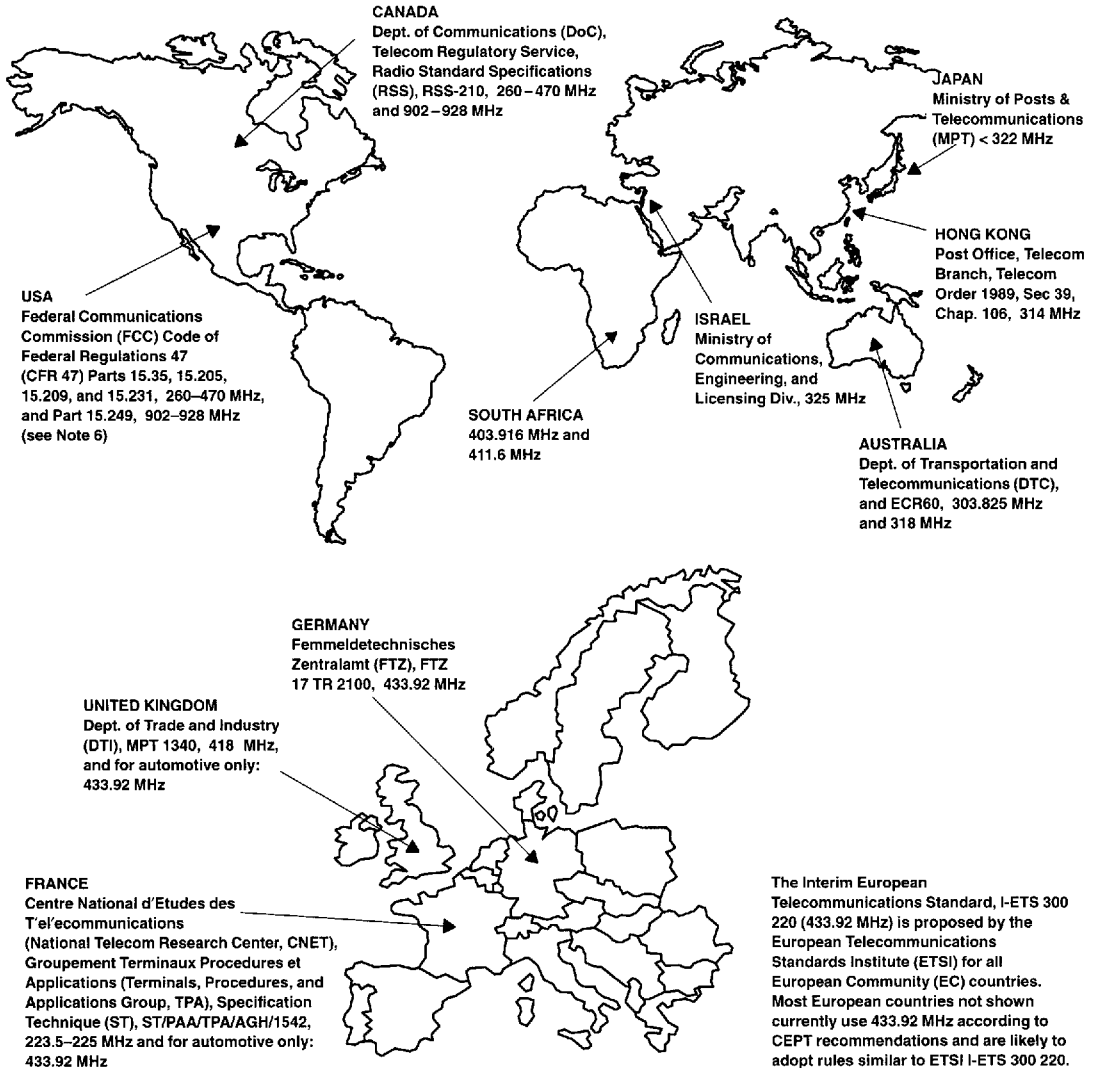 CANADA
Dept. of Communications (DoC),
Telecom Regulatory Service,
Radio Standard Specifications
(RSS), RSS-210, 260–470 MHz
and 902–928 MHz
JAPAN
Ministry of Posts &
Telecommunications
(MPT) < 322 MHz
HONG KONG
Post Office, Telecom
Branch, Telecom
Order 1989, Sec 39,
Chap. 106, 314 MHz
USA
Federal Communications
Commission (FCC) Code of
Federal Regulations 47
(CFR 47) Parts 15.35, 15.205,
15.209, and 15.231, 260–470 MHz,
and Part 15.249, 902–928 MHz
(see Note 6)
ISRAEL
Ministry of
Communications,
Engineering, and
Licensing Div., 325 MHz
SOUTH AFRICA
403.916 MHz and
411.6 MHz
AUSTRALIA
Dept. of Transportation and
Telecommunications (DTC),
and ECR60, 303.825 MHz
and 318 MHz
GERMANY
Femmeldetechnisches
Zentralamt (FTZ), FTZ
17 TR 2100, 433.92 MHz
UNITED KINGDOM
Dept. of Trade and Industry
(DTI), MPT 1340, 418 MHz,
and for automotive only:
433.92 MHz
FRANCE
Centre National d'Etudes des
T'el'ecommunications
(National Telecom Research Center, CNET),
Groupement Terminaux Procedures et
Applications (Terminals, Procedures, and
Applications Group, TPA), Specification
Technique (ST), ST/PAA/TPA/AGH/1542,
223.5–225 MHz and for automotive only:
433.92 MHz
The Interim European
Telecommunications Standard, I-ETS 300
220 (433.92 MHz) is proposed by the
European Telecommunications
Standards Institute (ETSI) for all
European Community (EC) countries.
Most European countries not shown
currently use 433.92 MHz according to
CEPT recommendations and are likely to
adopt rules similar to ETSI I-ETS 300 220.